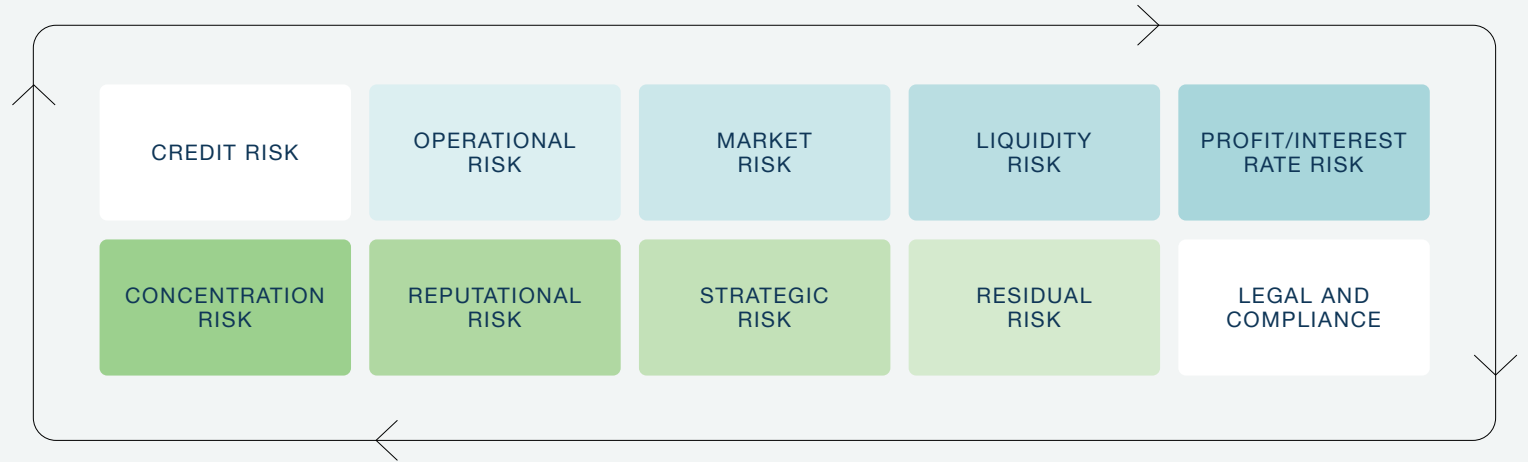 CREDIT RISK
OPERATIONAL
RISK
MARKET
RISK
LIQUIDITY
RISK
PROFIT/INTEREST
RATE RISK
CONCENTRATION
RISK
REPUTATIONAL
RISK
STRATEGIC
RISK
RESIDUAL
RISK
LEGAL AND
COMPLIANCE